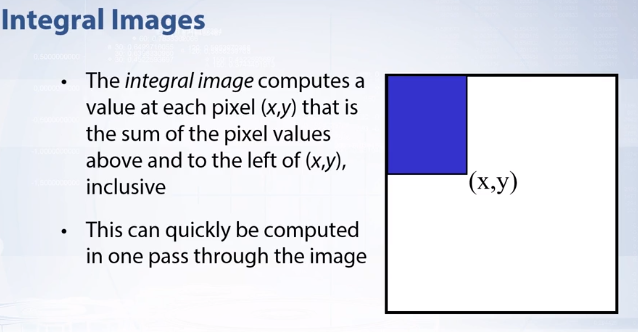 Integral Images
• The integral image computes a
value at each pixel (x,y) that is
the sum of the pixel values
above and to the left of (x,y),
inclusive
• This can quickly be computed
in one pass through the image
(x,y)